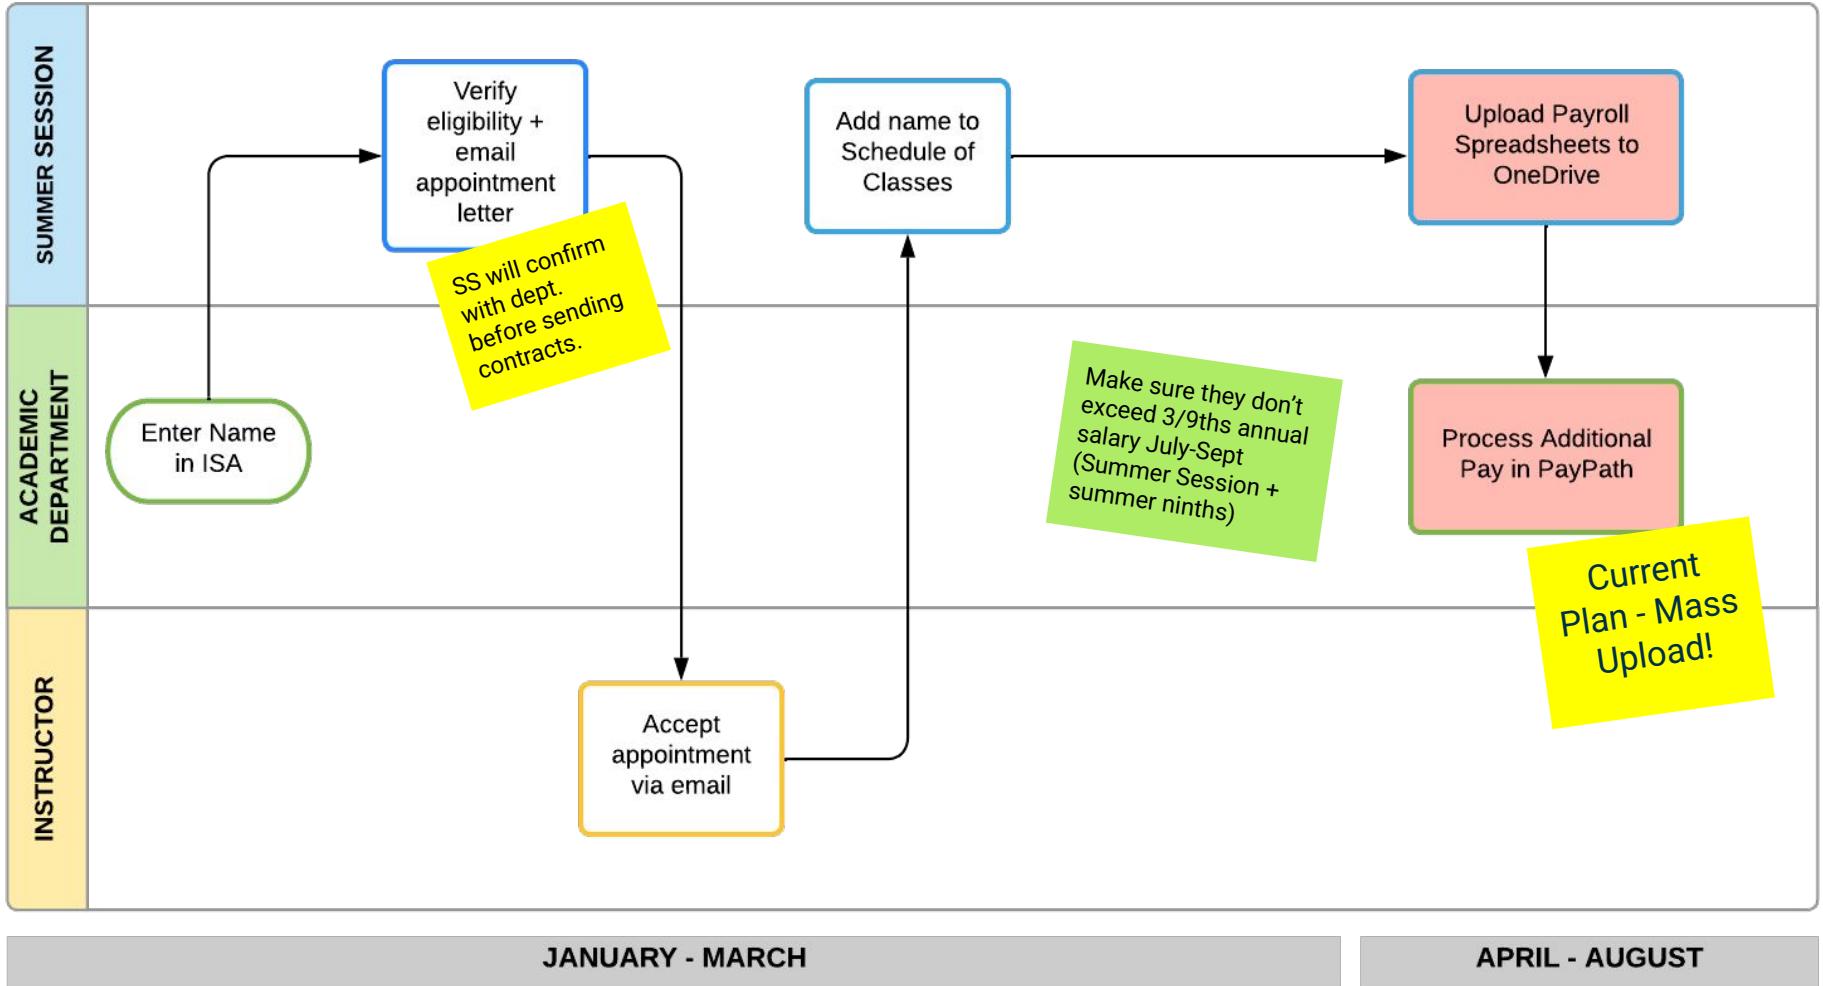 SUMMER SESSION
Verify
eligibility +
email
appointment
letter
SS will confirm
with dept.
before sending
contracts.
Add name to
Schedule of
Classes
Upload Payroll
Spreadsheets to
OneDrive
ACADEMIC
DEPARTMENT
Enter Name
in ISA
Make sure they don’t
exceed 3/9ths annual
salary July-Sept
(Summer Session +
summer ninths)
Process Additional
Pay in PayPath
Current
Plan - Mass
Upload!
INSTRUCTOR
Accept
appointment
via email
JANUARY - MARCH
APRIL - AUGUST